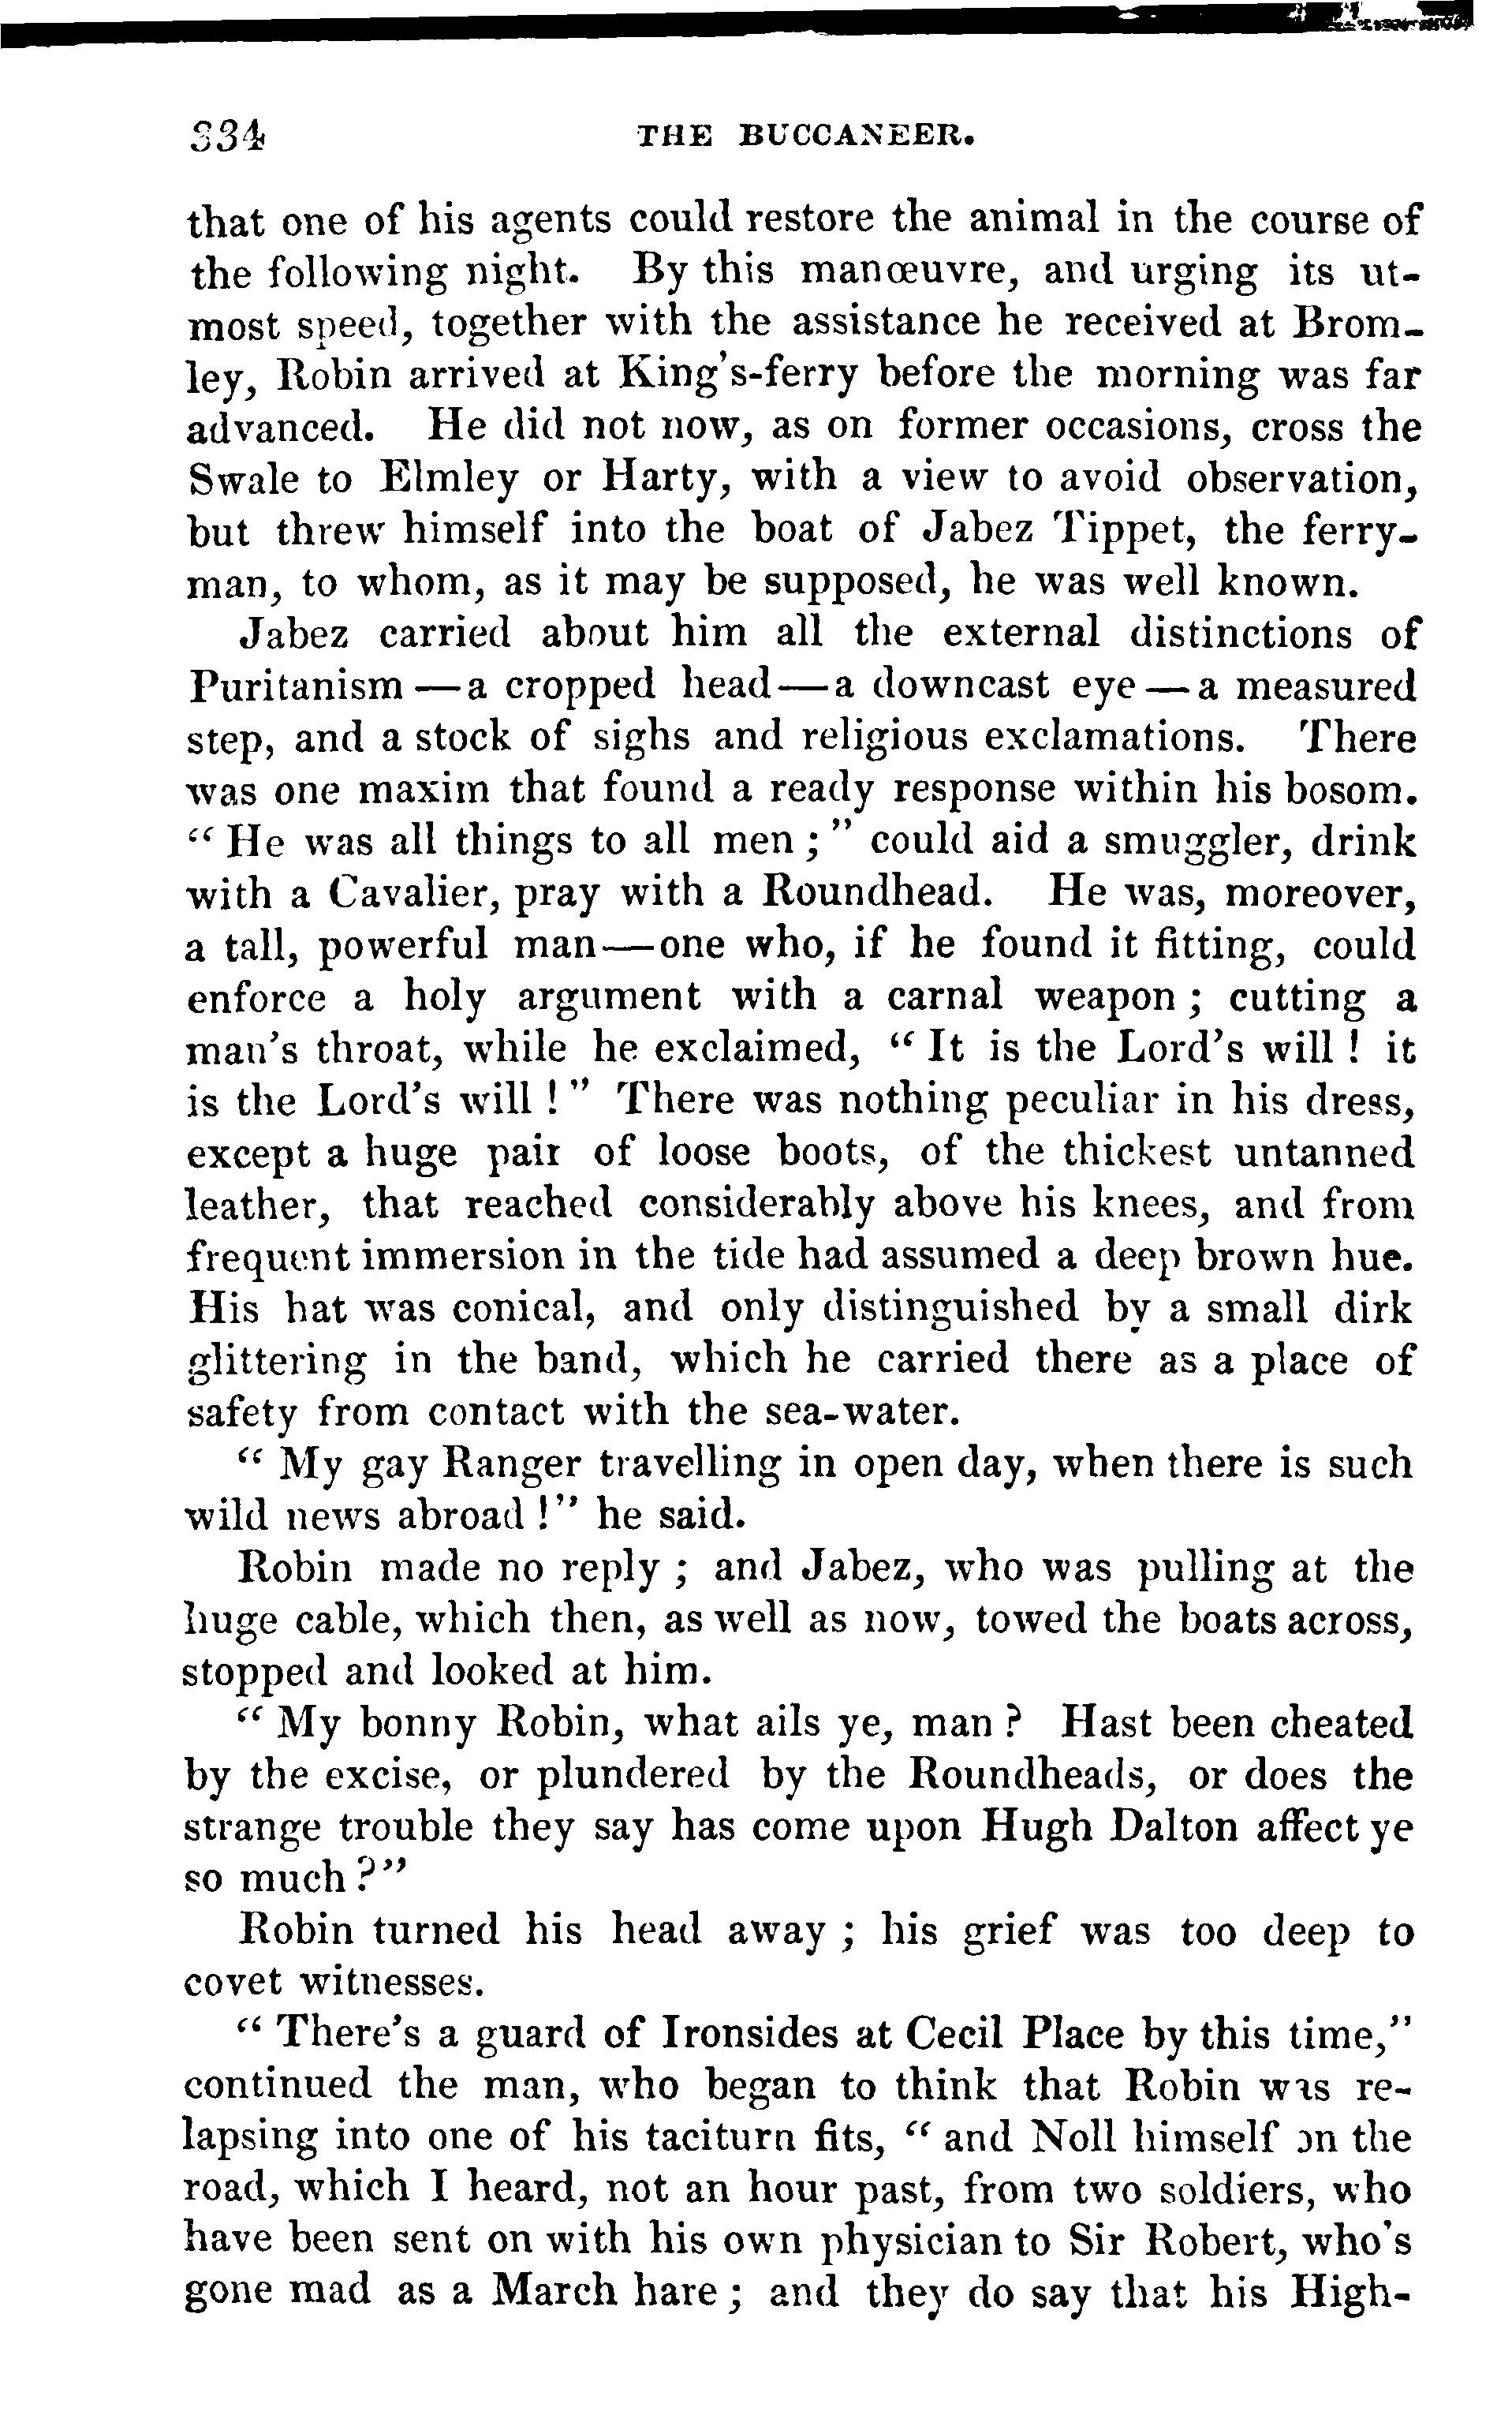 334 THE BUCCANEER.
that one of his agents could restore the animal in the course of
the following night. By this manœuvre, and urging its ut-
most speed, together with the assistance he received at Brom-
ley, Robin arrived at King's-ferry before the morning was far
advanced. He did not now, as on former occasions, cross the
Swale to Elmley or Harty, with a view to avoid observation,
but threw himself into the boat of Jabez Tippet, the ferry-
man, to whom, as it may be supposed, he was well known.
Jabez carried about him all the external distinctions of
Puritanism — a cropped head — a downcast eye — a measured
step, and a stock of sighs and religious exclamations. There
was one maxim that found a ready response within his bosom.
"He was all things to all men;" could aid a smuggler, drink
with a Cavalier, pray with a Roundhead. He was, moreover,
a tall, powerful man—one who, if he found it fitting, could
enforce a holy argument with a carnal weapon; cutting a
man's throat, while he exclaimed, "It is the Lord's will! it
is the Lord's will!" There was nothing peculiar in his dress,
except a huge pair of loose boots, of the thickest untanned
leather, that reached considerably above his knees, and from
frequent immersion in the tide had assumed a deep brown hue.
His hat was conical, and only distinguished by a small dirk
glittering in the band, which he carried there as a place of
safety from contact with the sea-water.
"My gay Ranger travelling in open day, when there is such
wild news abroad!" he said.
Robin made no reply; and Jabez, who was pulling at the
huge cable, which then, as well as now, towed the boats across,
stopped and looked at him.
"My bonny Robin, what ails ye, man? Hast been cheated
by the excise, or plundered by the Roundheads, or does the
strange trouble they say has come upon Hugh Dalton affect ye
so much?"
Robin turned his head away; his grief was too deep to
covet witnesses.
"There's a guard of Ironsides at Cecil Place by this time,"
continued the man, who began to think that Robin was re-
lapsing into one of his taciturn fits, "and Noll himself on the
road, which I heard, not an hour past, from two soldiers, who
have been sent on with his own physician to Sir Robert, who's
gone mad as a March hare; and they do say that his High-